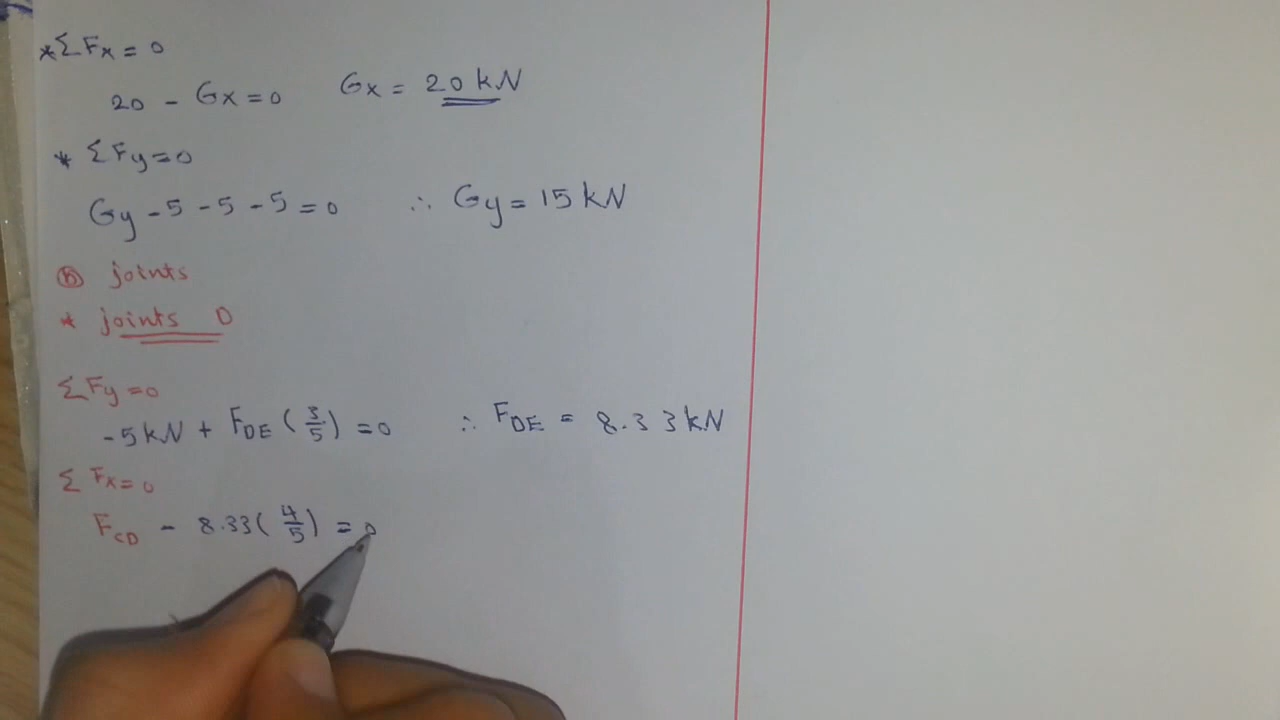 * ΣFx = 0
20 - Gx = 0 Gx = 20 kN
* ΣFy = 0
Gy - 5 - 5 - 5 = 0 ∴ Gy = 15 kN
ⓑ joints
* joints D
ΣFy = 0
-5 kN + FDE (3/5) = 0 ∴ FDE = 8.33 kN
ΣFx = 0
FCD - 8.33 (4/5) = 0